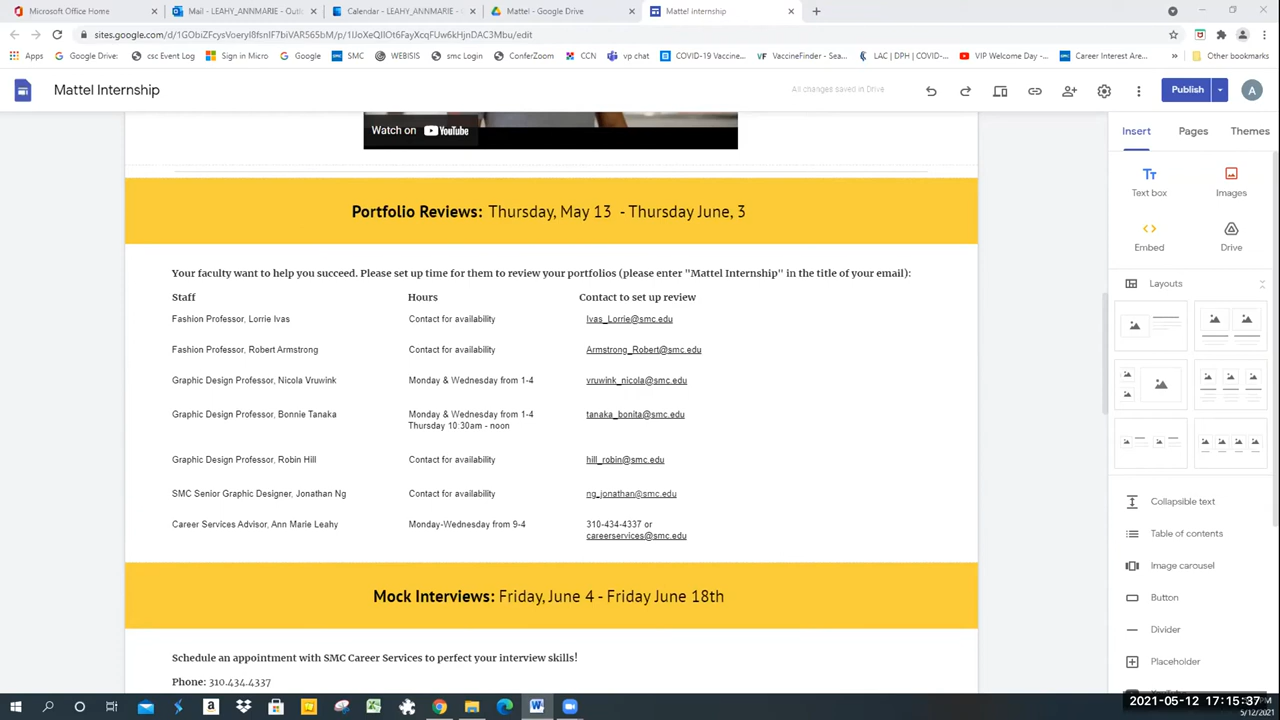 Microsoft Office Home
Mail - LEAHY_ANNMARIE - Outlo
Calendar - LEAHY_ANNMARIE -
Mattel - Google Drive
Mattel internship
sites.google.com/d/1GObiZFcysVoeryI8fsnIF7biVAR565bM/p/1UoXeQIIOt6FayXcqFUw6kHjnDAC3Mbu/edit
Apps
Google Drive:
csc Event Log
Sign in Micro
Google
SMC
WEBISIS
smc Login
ConferZoom
CCN
vp chat
COVID-19 Vaccine...
VaccineFinder - Sea...
LAC | DPH | COVID-...
VIP Welcome Day -...
Career Interest Area...
Other bookmarks
Mattel Internship
All changes saved in Drive
Publish
A
Watch on YouTube
Insert
Pages
Themes
Text box
Images
Embed
Drive
Layouts
Portfolio Reviews: Thursday, May 13 - Thursday June, 3
Your faculty want to help you succeed. Please set up time for them to review your portfolios (please enter "Mattel Internship" in the title of your email):
Staff Hours Contact to set up review
Fashion Professor, Lorrie Ivas Contact for availability Ivas_Lorrie@smc.edu
Fashion Professor, Robert Armstrong Contact for availability Armstrong_Robert@smc.edu
Graphic Design Professor, Nicola Vruwink Monday & Wednesday from 1-4 vruwink_nicola@smc.edu
Graphic Design Professor, Bonnie Tanaka Monday & Wednesday from 1-4 tanaka_bonita@smc.edu
Thursday 10:30am - noon
Graphic Design Professor, Robin Hill Contact for availability hill_robin@smc.edu
SMC Senior Graphic Designer, Jonathan Ng Contact for availability ng_jonathan@smc.edu
Career Services Advisor, Ann Marie Leahy Monday-Wednesday from 9-4 310-434-4337 or
careerservices@smc.edu
Mock Interviews: Friday, June 4 - Friday June 18th
Schedule an appointment with SMC Career Services to perfect your interview skills!
Phone: 310.434.4337
Collapsible text
Table of contents
Image carousel
Button
Divider
Placeholder
2021-05-12 17:15:37
5/12/2021